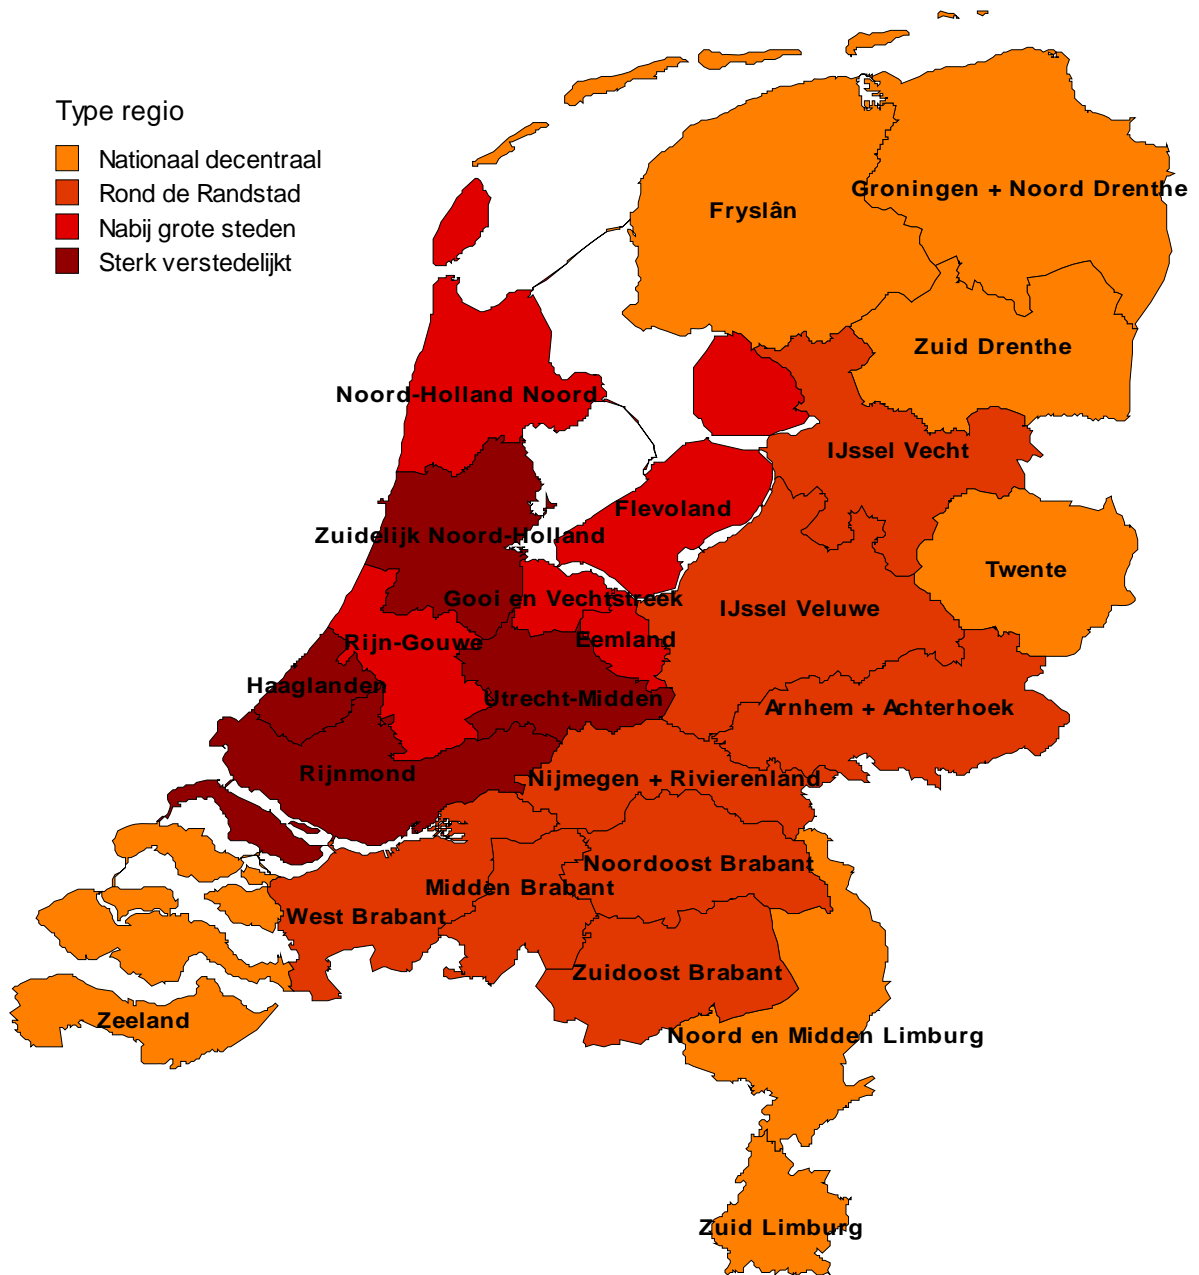 Type regio
Nationaal decentraal
Rond de Randstad
Nabij grote steden
Sterk verstedelijkt
Groningen + Noord Drenthe
Fryslân
Zuid Drenthe
Noord-Holland Noord
IJssel Vecht
Flevoland
Zuidelijk Noord-Holland
Twente
Gooi en Vechtstreek
IJssel Veluwe
Eemland
Rijn-Gouwe
Haaglanden
Utrecht-Midden
Arnhem + Achterhoek
Rijnmond
Nijmegen + Rivierenland
Noordoost Brabant
Midden Brabant
West Brabant
Zuidoost Brabant
Zeeland
Noord en Midden Limburg
Zuid Limburg